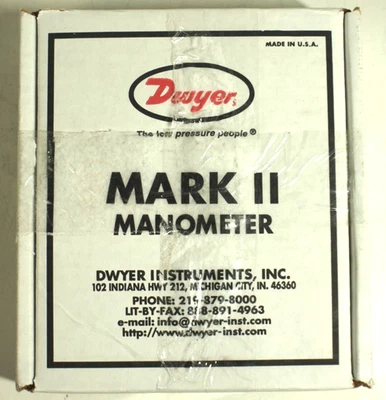 MADE IN U.S.A.
Dwyer®
The low pressure people®
MARK II
MANOMETER
DWYER INSTRUMENTS, INC.
102 INDIANA HWY 212, MICHIGAN CITY, IN. 46360
PHONE: 219-879-8000
LIT-BY-FAX: 888-891-4963
e-mail: info@dwyer-inst.com
http://www.dwyer-inst.com